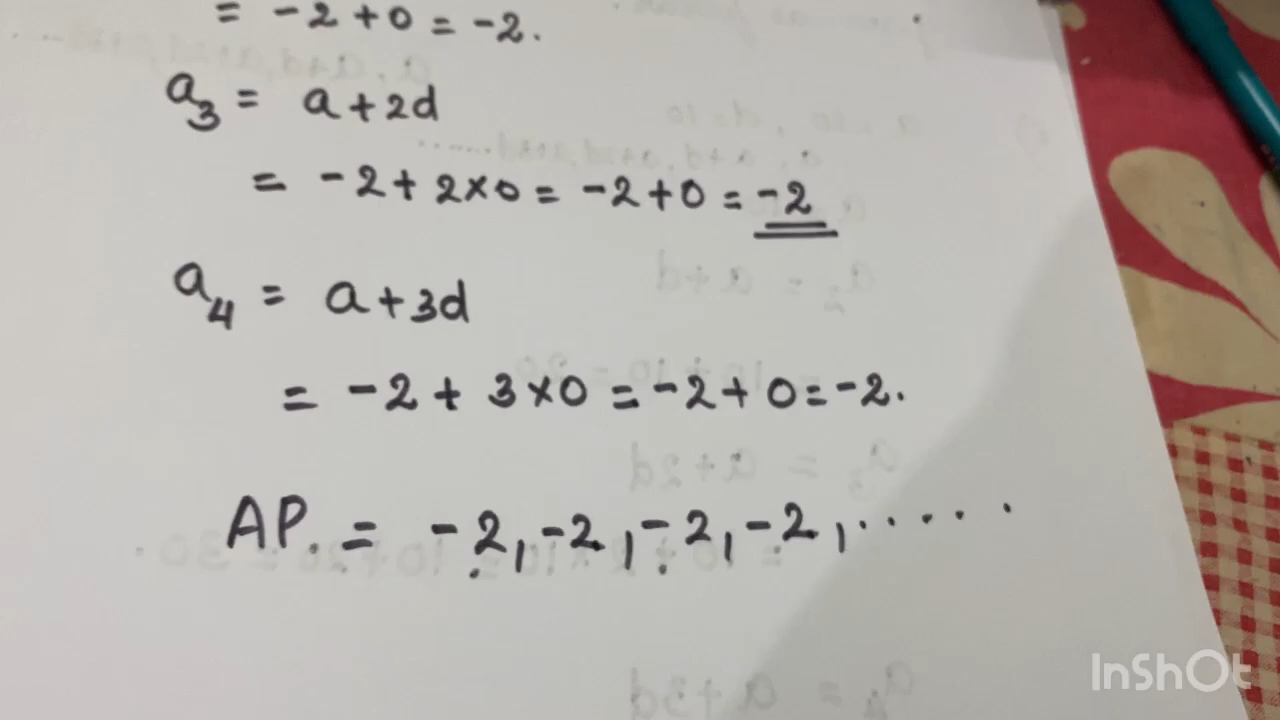 = -2 + 0 = -2.
a₃ = a + 2d
= -2 + 2×0 = -2 + 0 = -2
a₄ = a + 3d
= -2 + 3×0 = -2 + 0 = -2.
AP. = -2, -2, -2, -2, ......
InShOt